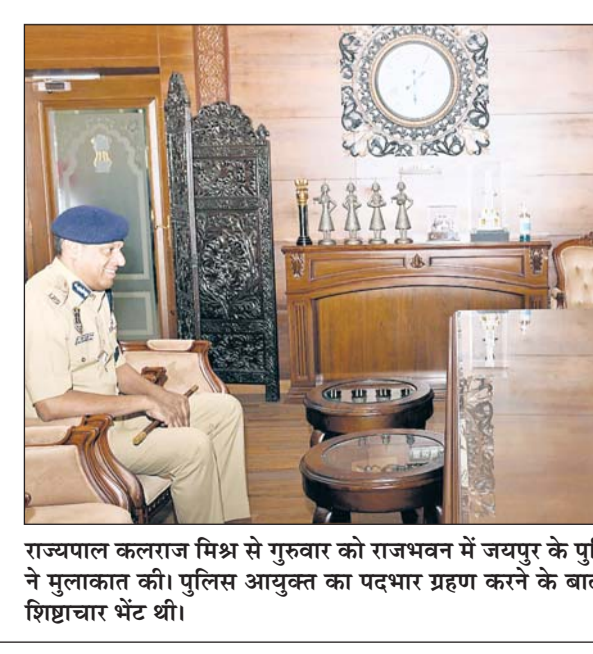 राज्यपाल कलराज मिश्र से गुरुवार को राजभवन में जयपुर के
ने मुलाकात की। पुलिस आयुक्त का पदभार ग्रहण करने के
शिष्टाचार भेंट थी।